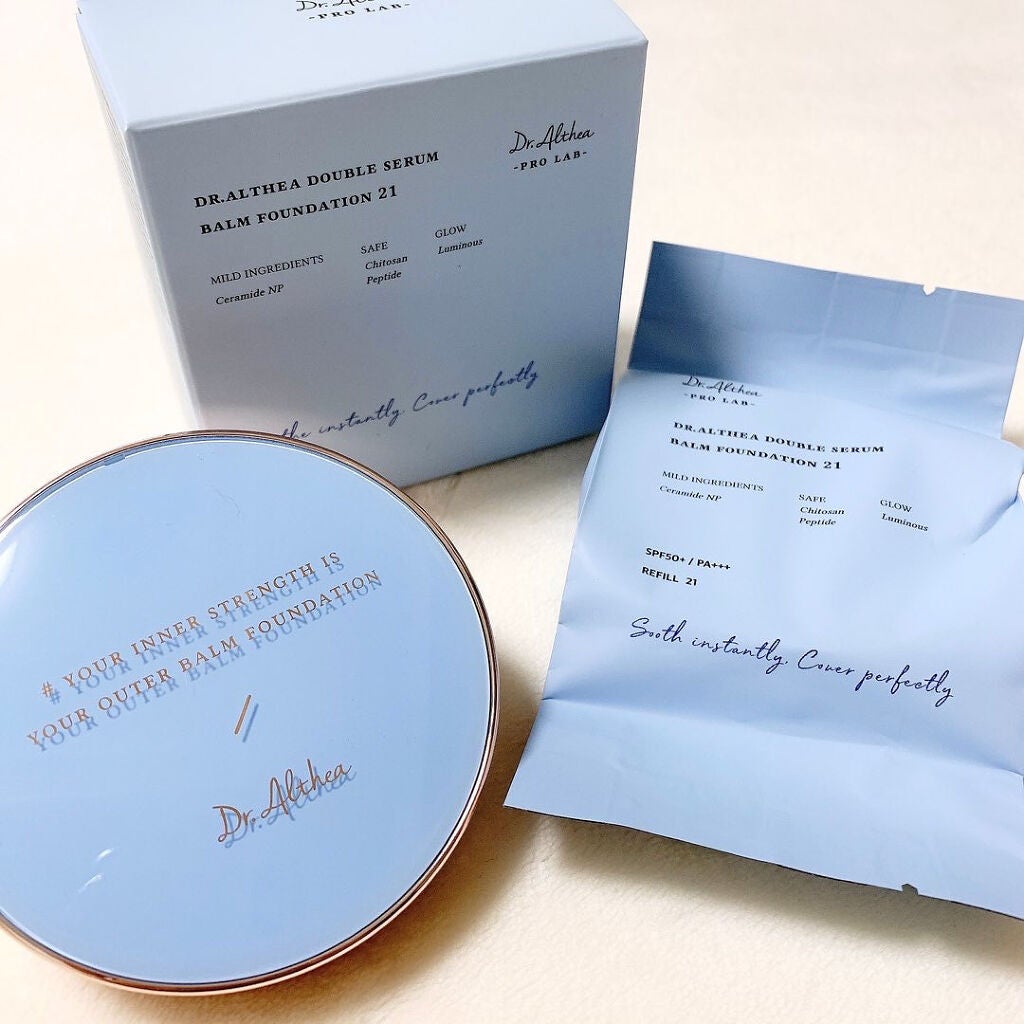 -PRO LAB-
Dr.Althea
-PRO LAB-
DR.ALTHEA DOUBLE SERUM
BALM FOUNDATION 21
MILD INGREDIENTS
Ceramide NP
SAFE
Chitosan
Peptide
GLOW
Luminous
instantly. Cover perfectly
Dr.Althea
-PRO LAB-
DR.ALTHEA DOUBLE SERUM
BALM FOUNDATION 21
MILD INGREDIENTS
Ceramide NP
SAFE
Chitosan
Peptide
GLOW
Luminous
SPF50+ / PA+++
REFILL 21
Sooth instantly. Cover perfectly
# YOUR INNER STRENGTH IS
YOUR OUTER BALM FOUNDATION
/
Dr.Althea